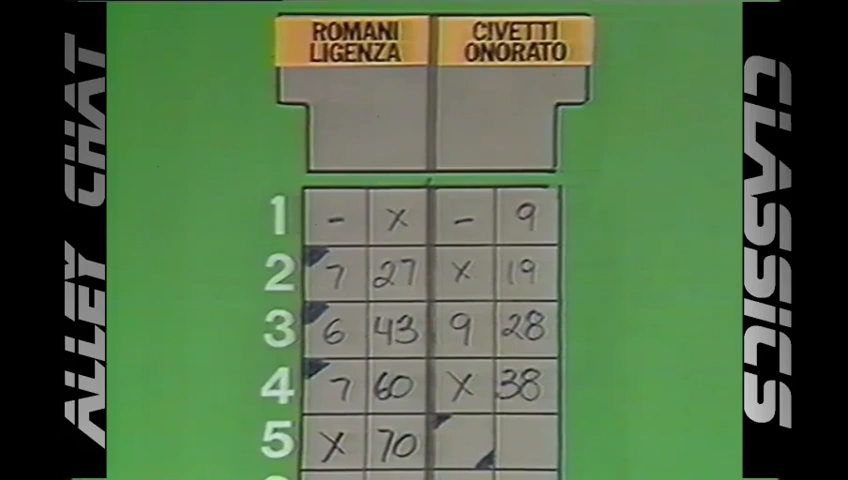 ALLEY CHAT
CLASSICS
ROMANI
LIGENZA
CIVETTI
ONORATO
1 - X - 9
2 7 27 X 19
3 6 43 9 28
4 7 60 X 38
5 X 70